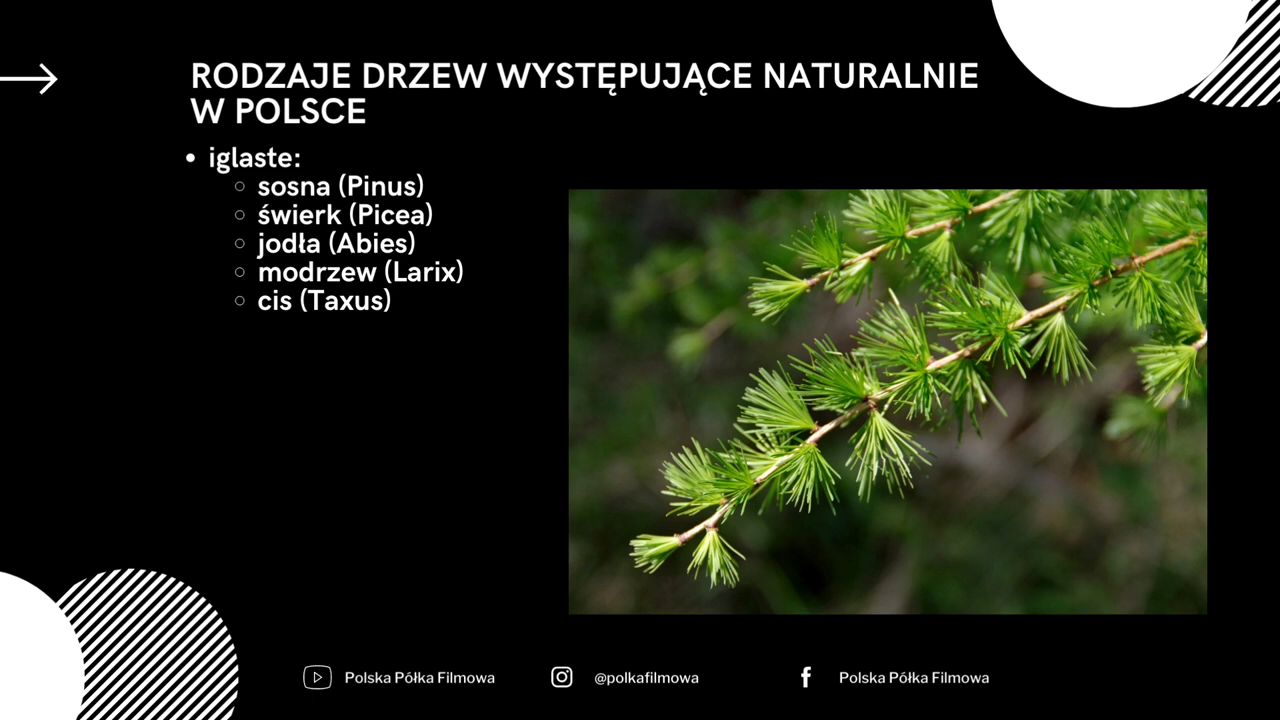 RODZAJE DRZEW WYSTĘPUJĄCE NATURALNIE
W POLSCE
iglaste:
sosna (Pinus)
świerk (Picea)
jodła (Abies)
modrzew (Larix)
cis (Taxus)
Polska Półka Filmowa
@polkafilmowa
Polska Półka Filmowa